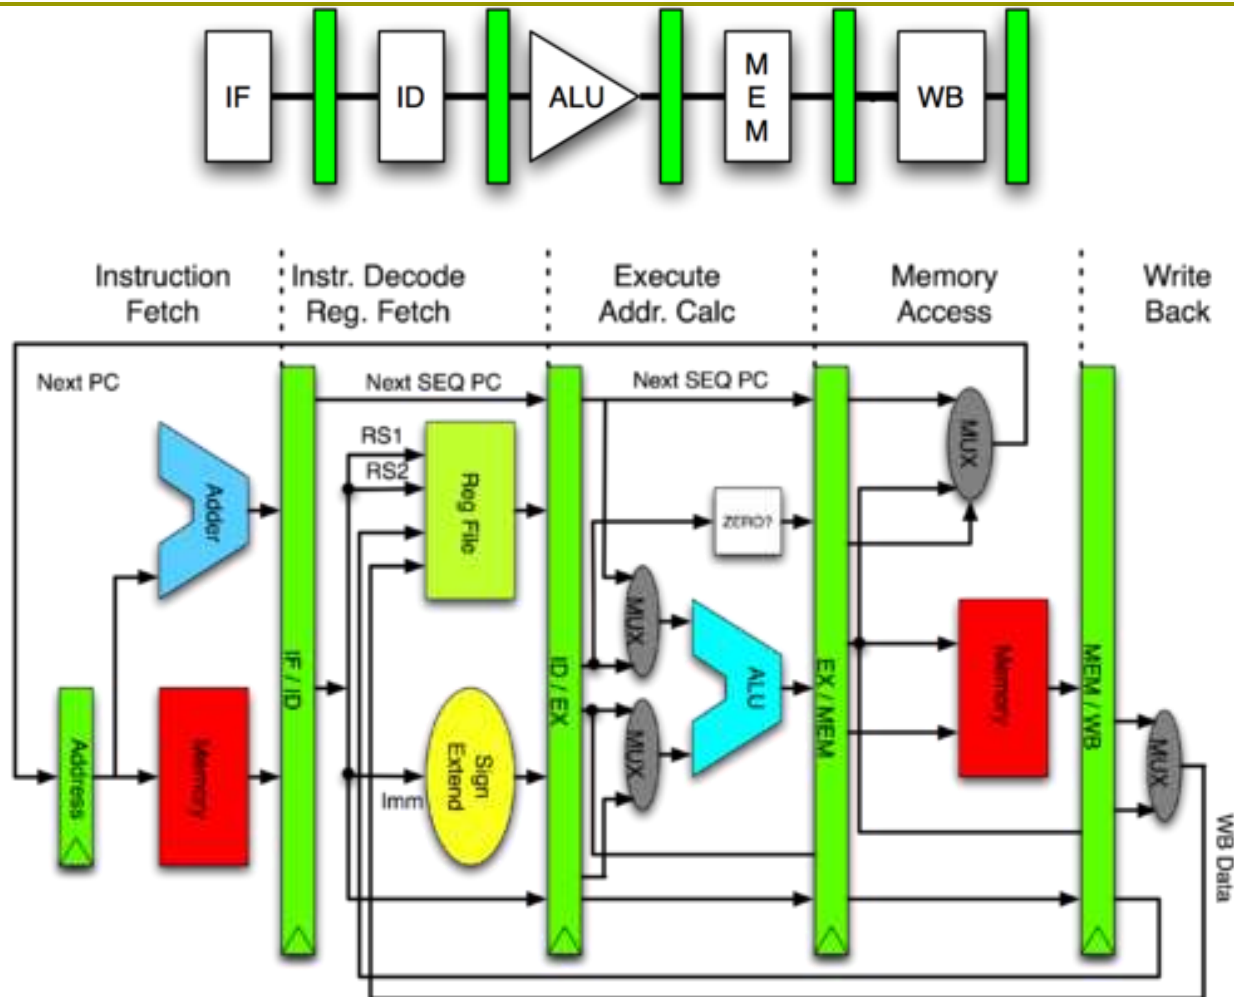 IF
ID
ALU
M
E
M
WB
Instruction
Fetch
Instr. Decode
Reg. Fetch
Execute
Addr. Calc
Memory
Access
Write
Back
Next PC
Next SEQ PC
Next SEQ PC
RS1
RS2
Adder
Reg File
ZERO?
MUX
MUX
MUX
ALU
IF / ID
ID / EX
EX / MEM
MEM / WB
Address
Memory
Sign
Extend
Imm
Memory
MUX
WB Data